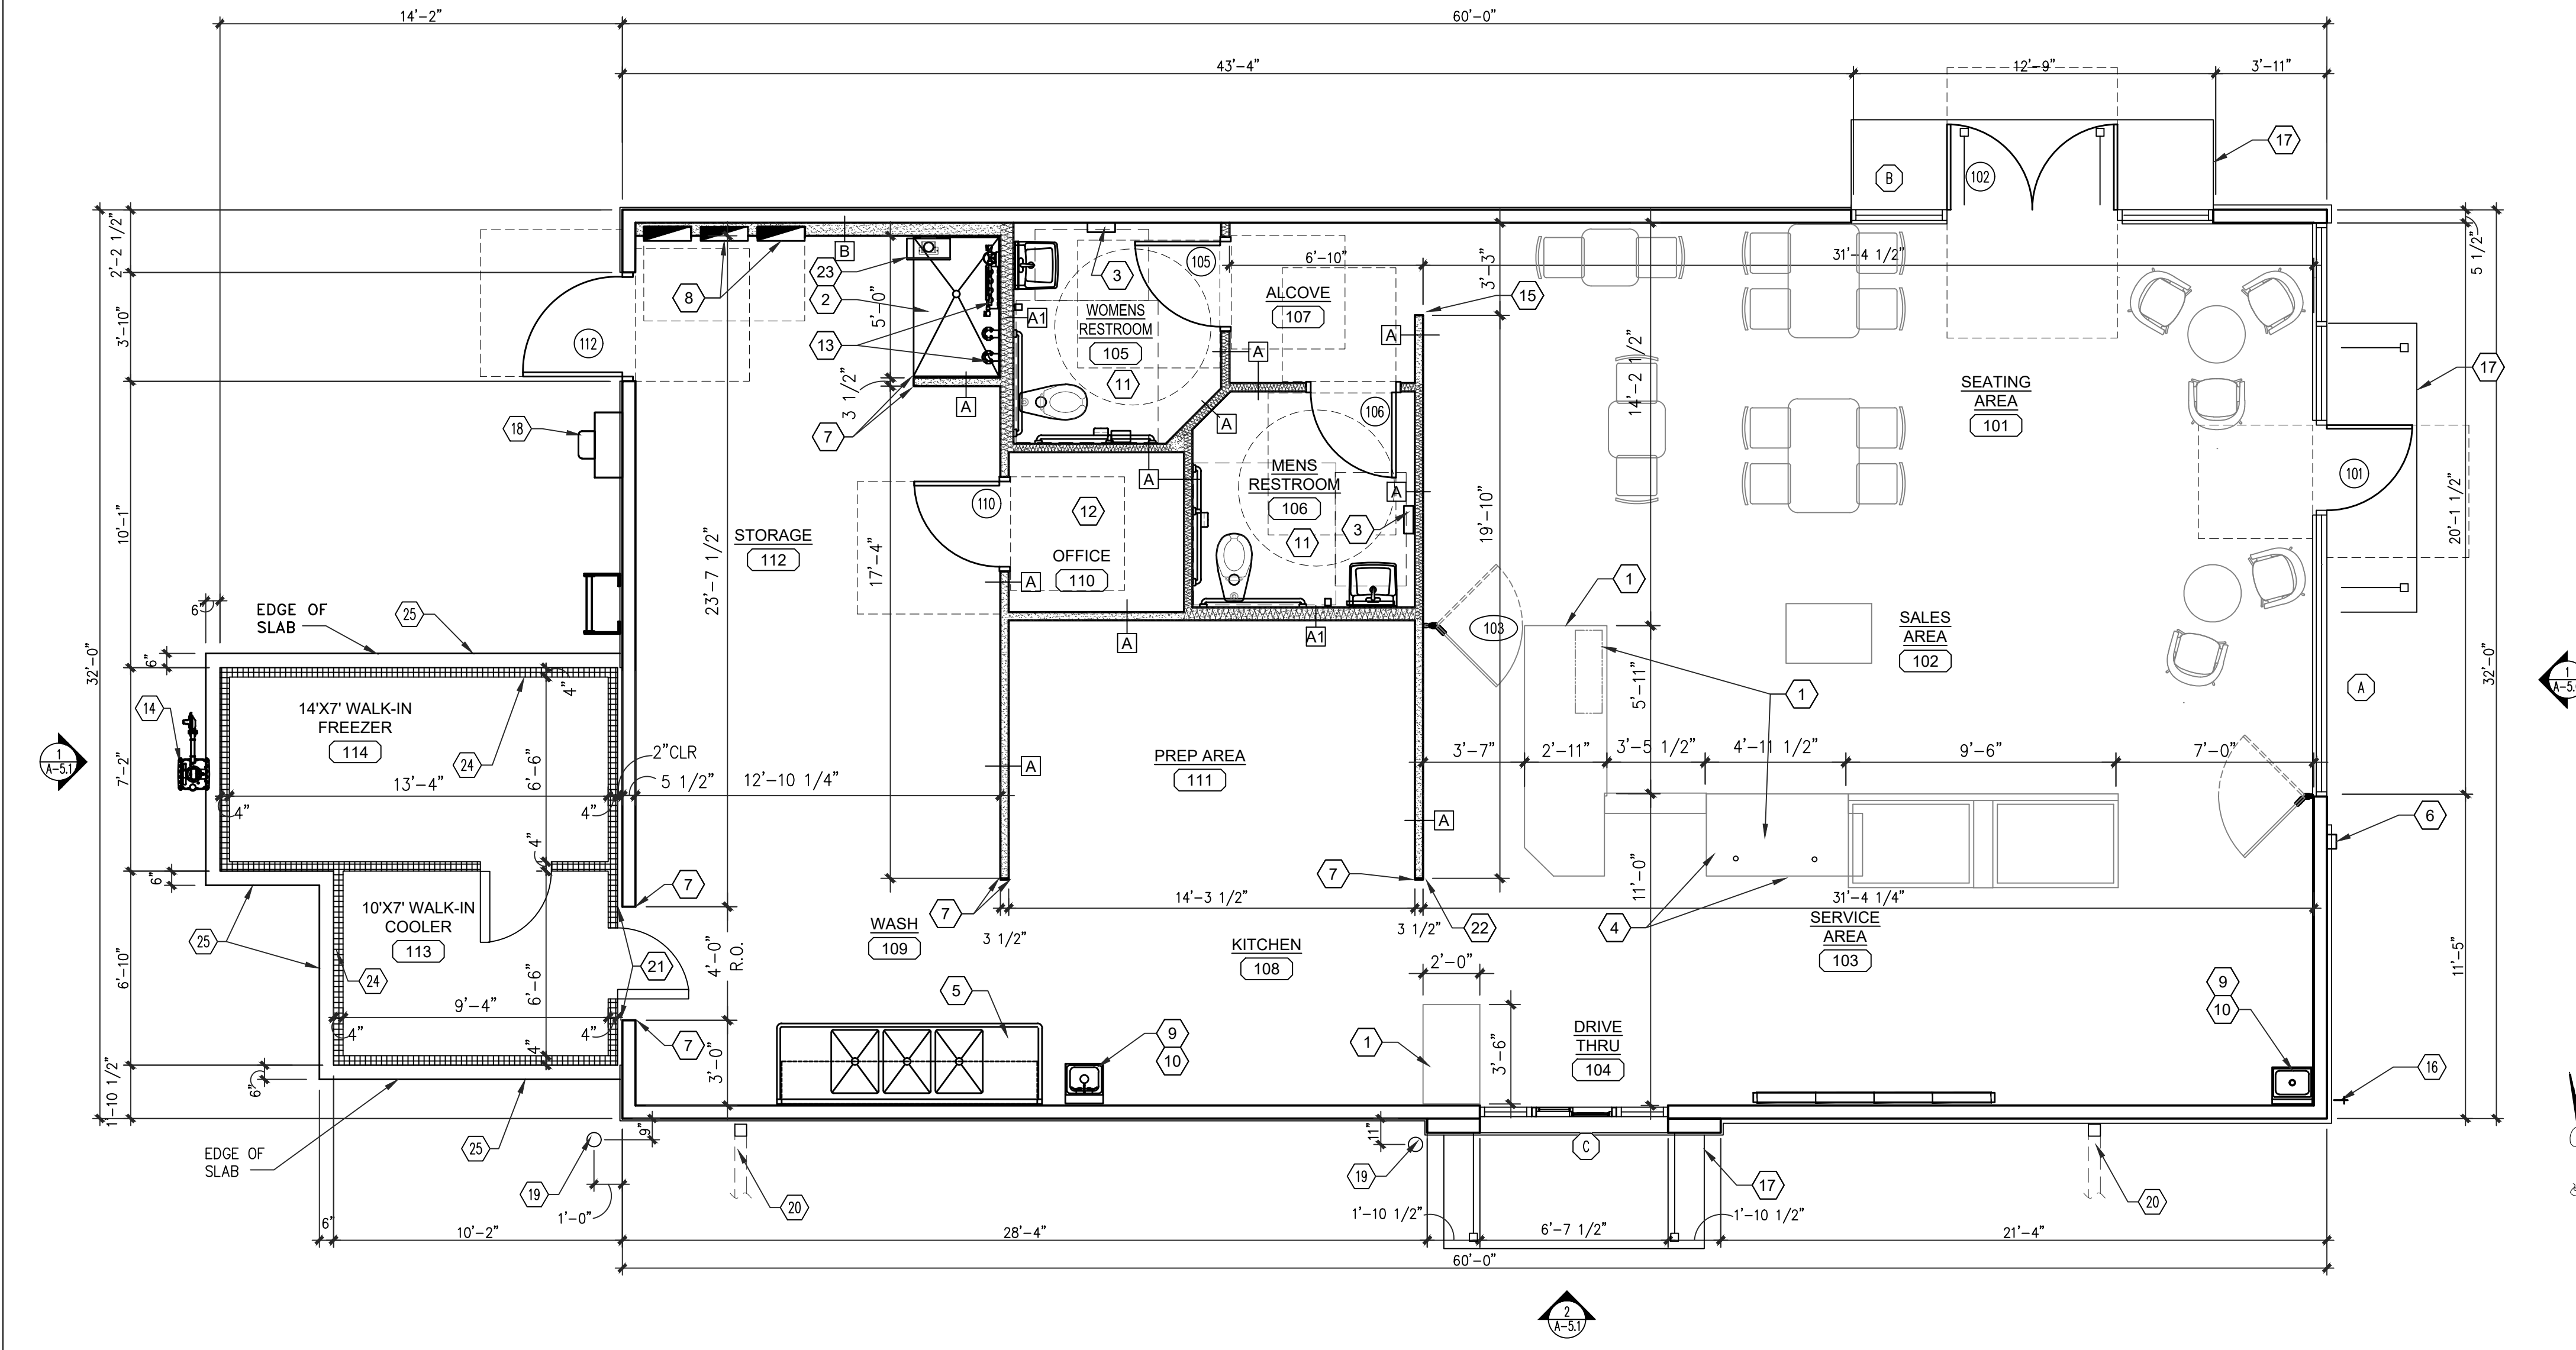 14'-2"
60'-0"
43'-4"
12'-9"
3'-11"
17
B
102
2'-2 1/2"
3'-10"
10'-1"
32'-0"
7'-2"
6'-10"
1'-10 1/2"
5 1/2"
20'-1 1/2"
32'-0"
11'-5"
B
23
2
8
13
5'-0"
3 1/2"
7
A
112
18
3
105
A1
WOMENS
RESTROOM
105
11
6'-10"
ALCOVE
107
A
A
3'-3"
15
31'-4 1/2"
14'-2 1/2"
SEATING
AREA
101
17
101
A
A
MENS
RESTROOM
106
11
106
A
3
19'-10"
110
12
OFFICE
110
A
A
A1
STORAGE
112
23'-7 1/2"
17'-4"
6"
EDGE OF
SLAB
25
6"
103
1
SALES
AREA
102
1
5'-11"
A
1
A-5.1
1
A-5.
14
14'X7' WALK-IN
FREEZER
114
24
4"
6'-6"
13'-4"
4"
4"
2"CLR
5 1/2"
12'-10 1/4"
A
PREP AREA
111
3'-7"
2'-11"
3'-5 1/2"
4'-11 1/2"
9'-6"
7'-0"
A
6
6"
4"
7
7
14'-3 1/2"
7
3 1/2"
3 1/2"
22
11'-0"
4
31'-4 1/4"
10'X7' WALK-IN
COOLER
113
25
24
6'-6"
21
9'-4"
4"
4"
4"
4'-0"
R.O.
WASH
109
KITCHEN
108
SERVICE
AREA
103
2'-0"
5
9
10
9
10
7
3'-0"
1
3'-6"
DRIVE
THRU
104
16
6"
EDGE OF
SLAB
25
19
9"
1'-0"
20
11"
19
C
17
20
6"
10'-2"
28'-4"
1'-10 1/2"
6'-7 1/2"
1'-10 1/2"
21'-4"
60'-0"
2
A-5.1